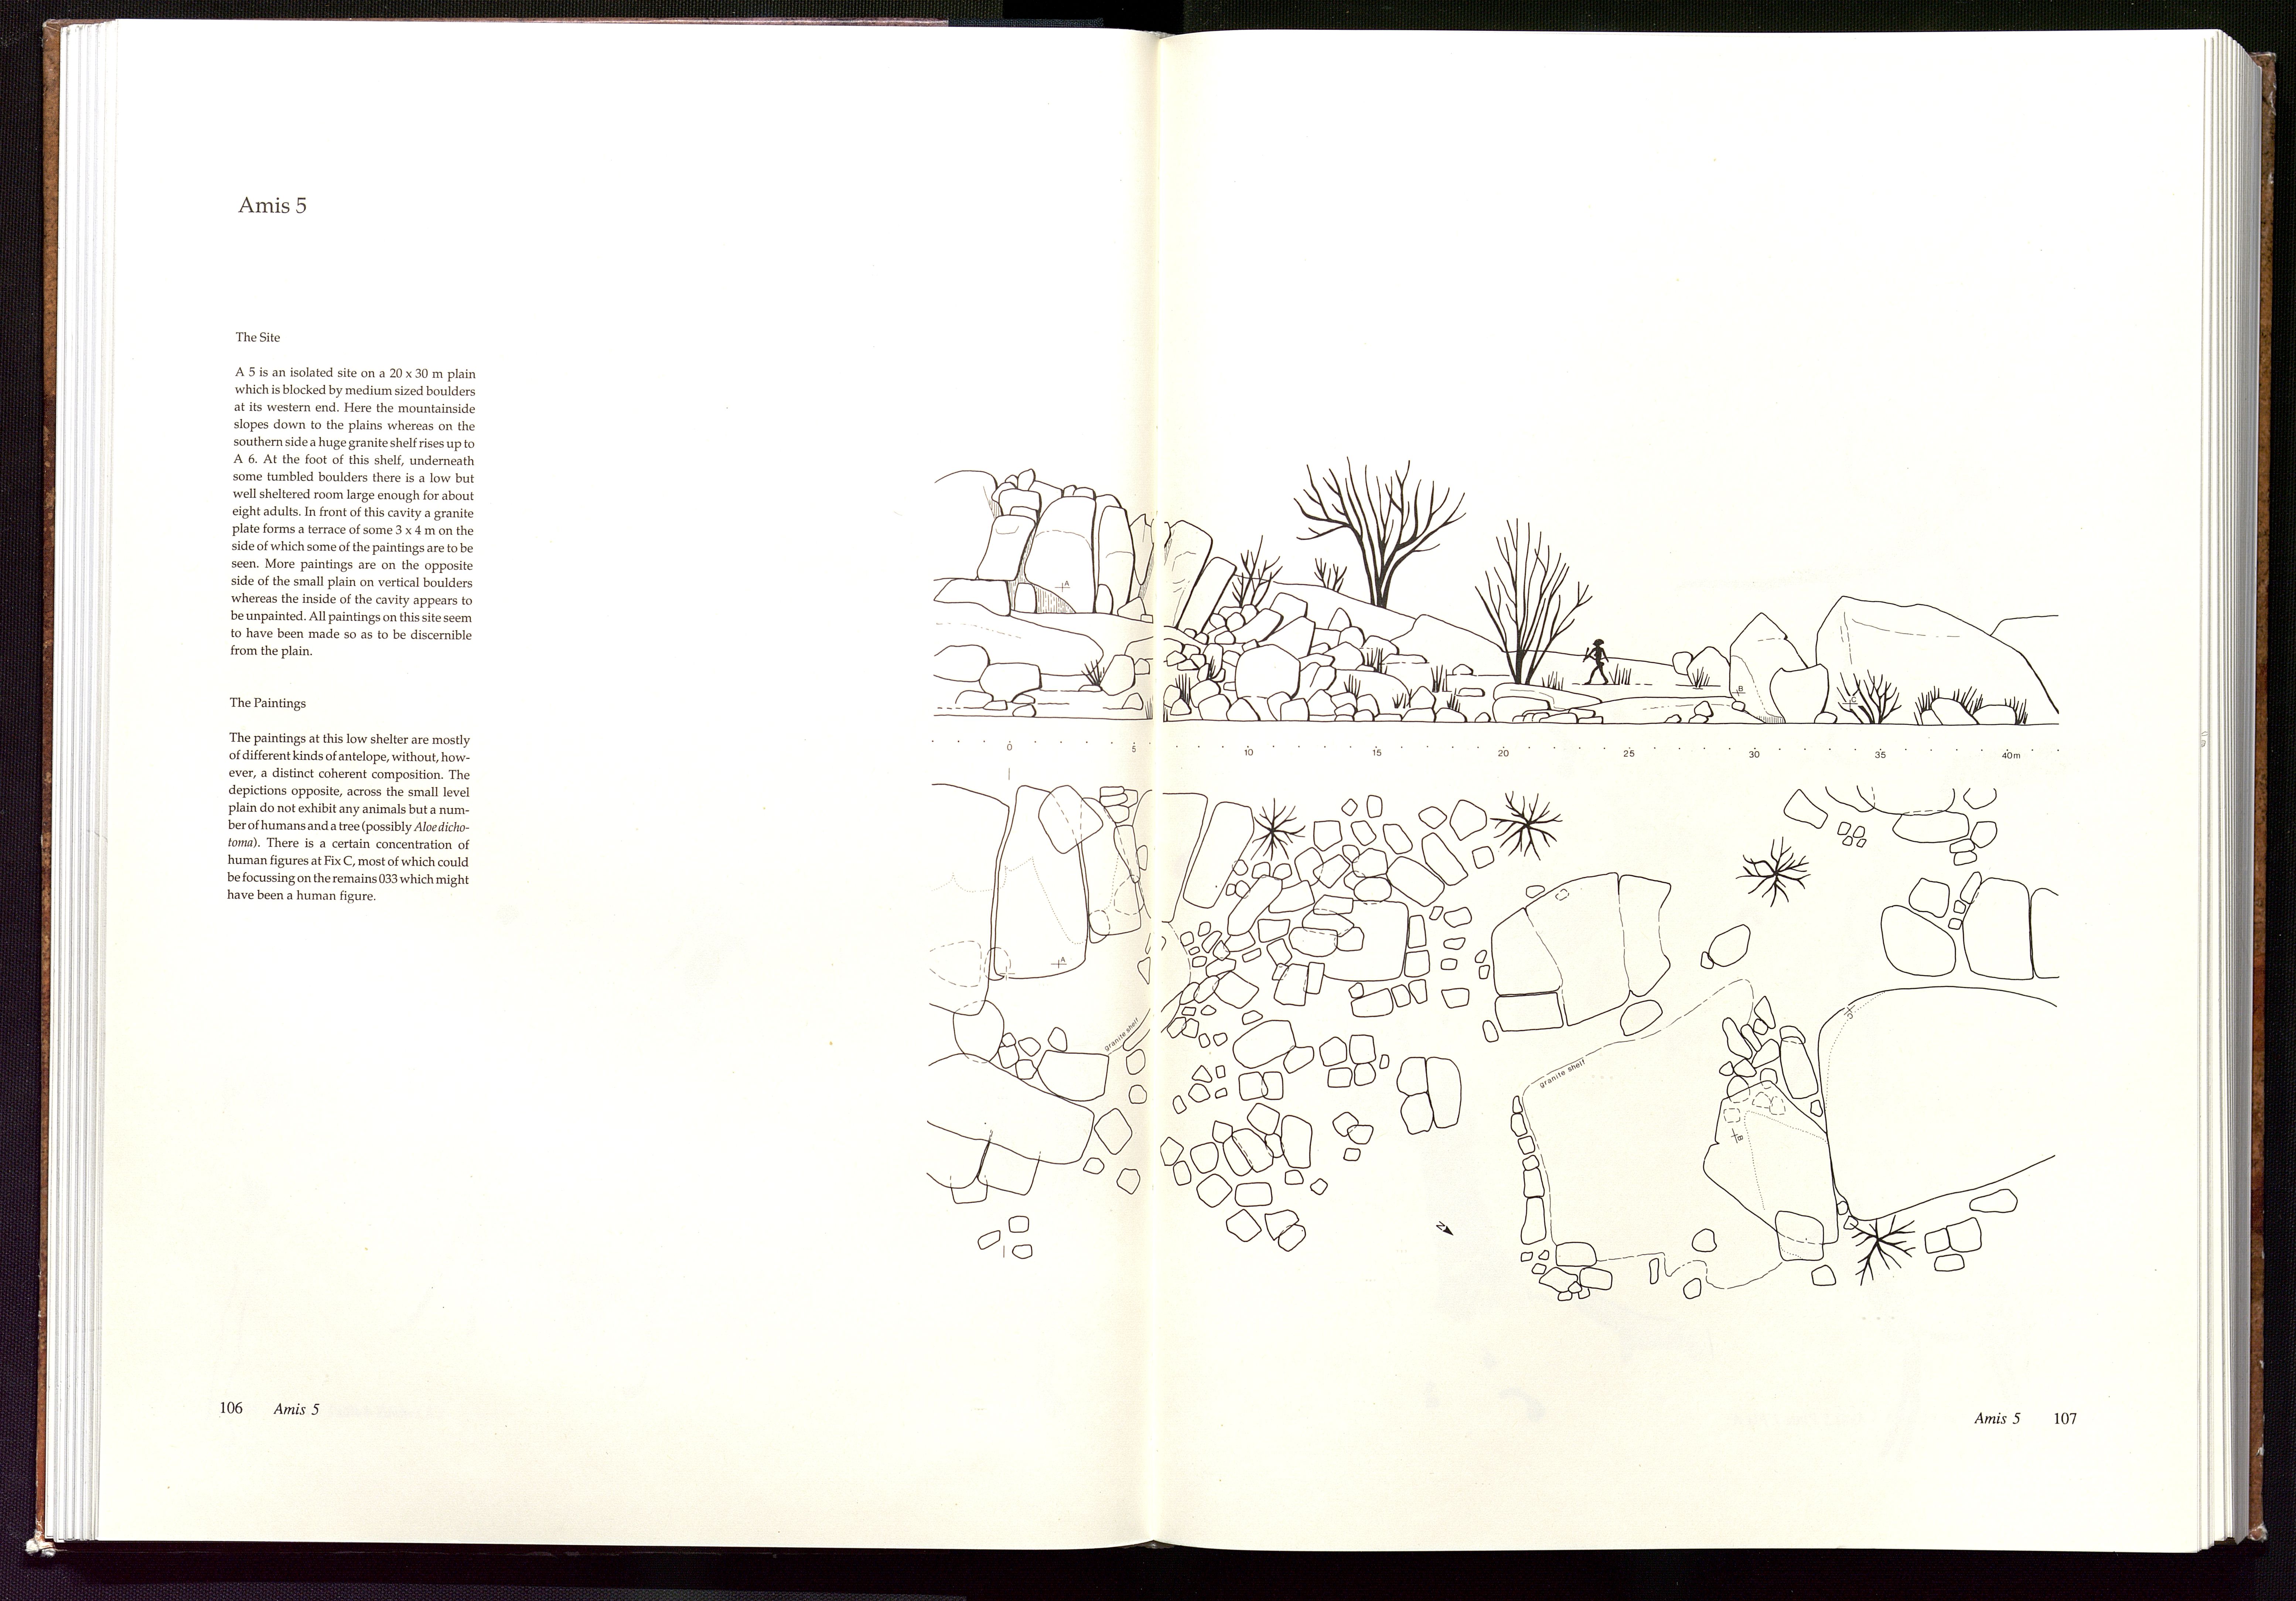 Amis 5
The Site
A 5 is an isolated site on a 20 x 30 m plain
which is blocked by medium sized boulders
at its western end. Here the mountainside
slopes down to the plains whereas on the
southern side a huge granite shelf rises up to
A 6. At the foot of this shelf, underneath
some tumbled boulders there is a low but
well sheltered room large enough for about
eight adults. In front of this cavity a granite
plate forms a terrace of some 3 x 4 m on the
side of which some of the paintings are to be
seen. More paintings are on the opposite
side of the small plain on vertical boulders
whereas the inside of the cavity appears to
be unpainted. All paintings on this site seem
to have been made so as to be discernible
from the plain.
The Paintings
The paintings at this low shelter are mostly
of different kinds of antelope, without, how-
ever, a distinct coherent composition. The
depictions opposite, across the small level
plain do not exhibit any animals but a num-
ber of humans and a tree (possibly Aloe dicho-
toma). There is a certain concentration of
human figures at Fix C, most of which could
be focussing on the remains 033 which might
have been a human figure.
A
B
C
0 5 10 15 20 25 30 35 40m
A
C
granite shelf
granite shelf
B
N
106 Amis 5
Amis 5 107